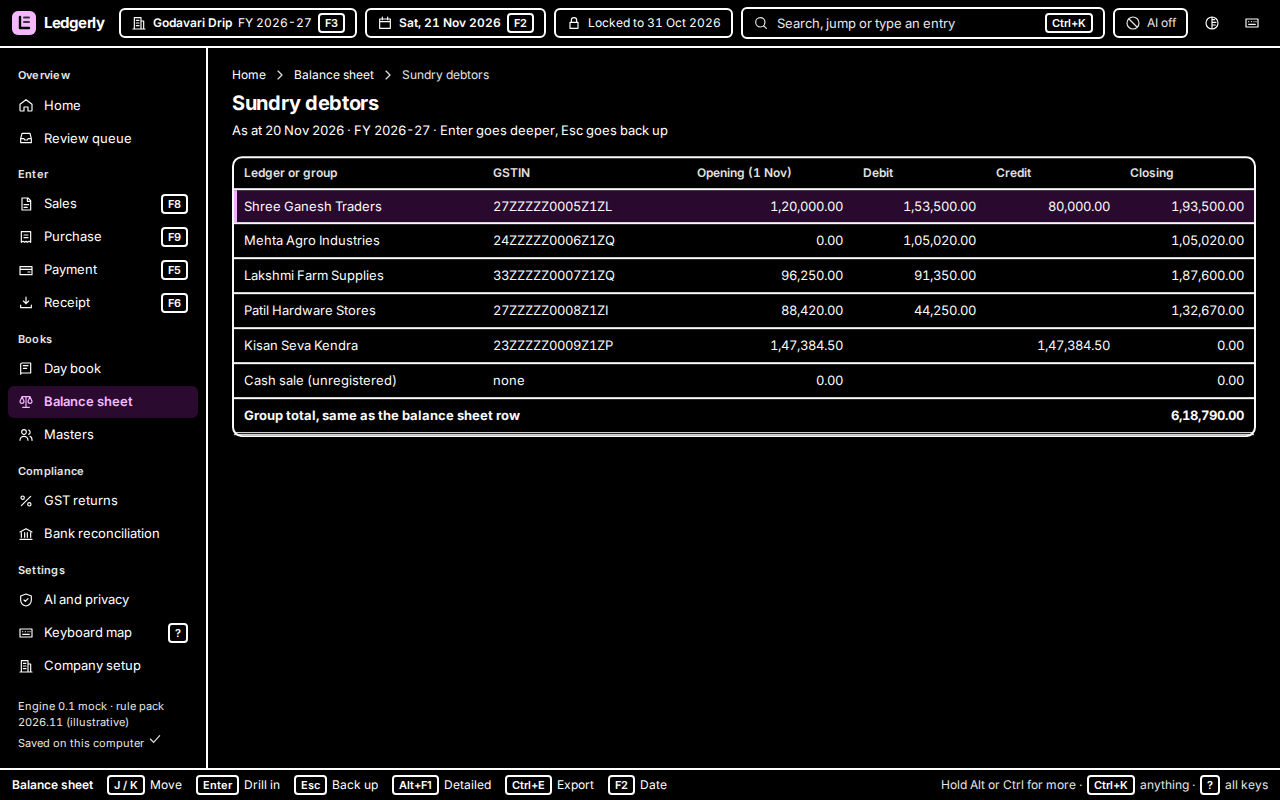 Ledgerly
Godavari Drip FY 2026-27 F3
Sat, 21 Nov 2026 F2
Locked to 31 Oct 2026
Search, jump or type an entry Ctrl+K
AI off
Overview
Home
Review queue
Enter
Sales F8
Purchase F9
Payment F5
Receipt F6
Books
Day book
Balance sheet
Masters
Compliance
GST returns
Bank reconciliation
Settings
AI and privacy
Keyboard map ?
Company setup
Engine 0.1 mock · rule pack
2026.11 (illustrative)
Saved on this computer
Home > Balance sheet > Sundry debtors
Sundry debtors
As at 20 Nov 2026 · FY 2026-27 · Enter goes deeper, Esc goes back up
Ledger or group GSTIN Opening (1 Nov) Debit Credit Closing
Shree Ganesh Traders 27ZZZZZ0005Z1ZL 1,20,000.00 1,53,500.00 80,000.00 1,93,500.00
Mehta Agro Industries 24ZZZZZ0006Z1ZQ 0.00 1,05,020.00 1,05,020.00
Lakshmi Farm Supplies 33ZZZZZ0007Z1ZQ 96,250.00 91,350.00 1,87,600.00
Patil Hardware Stores 27ZZZZZ0008Z1ZI 88,420.00 44,250.00 1,32,670.00
Kisan Seva Kendra 23ZZZZZ0009Z1ZP 1,47,384.50 1,47,384.50 0.00
Cash sale (unregistered) none 0.00 0.00
Group total, same as the balance sheet row 6,18,790.00
Balance sheet J / K Move Enter Drill in Esc Back up Alt+F1 Detailed Ctrl+E Export F2 Date
Hold Alt or Ctrl for more · Ctrl+K anything · ? all keys